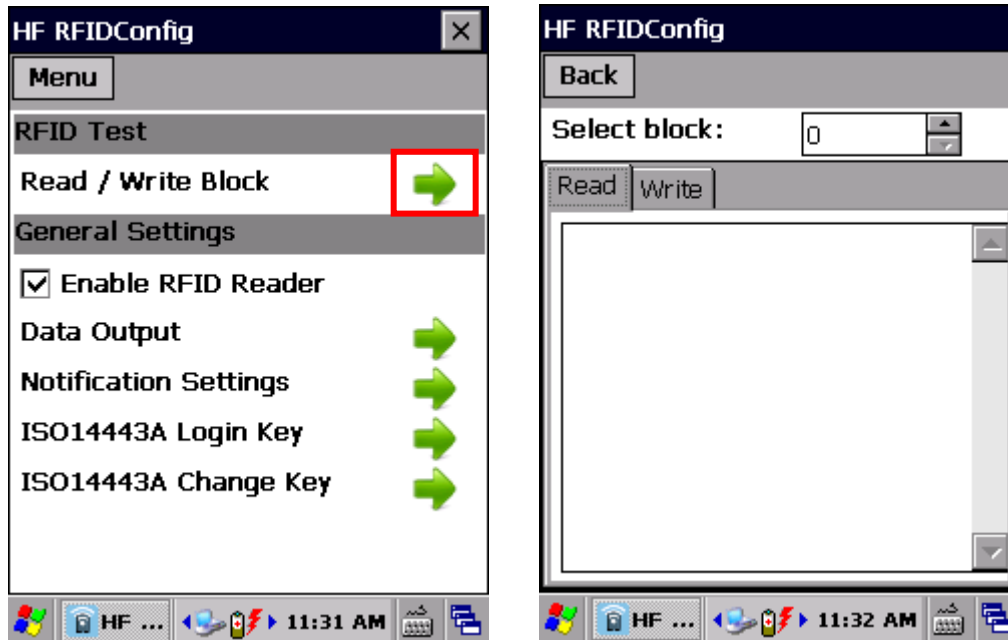 HF RFIDConfig
Menu
RFID Test
Read / Write Block
General Settings
Enable RFID Reader
Data Output
Notification Settings
ISO14443A Login Key
ISO14443A Change Key
HF ... 11:31 AM
HF RFIDConfig
Back
Select block: 0
Read Write
HF ... 11:32 AM